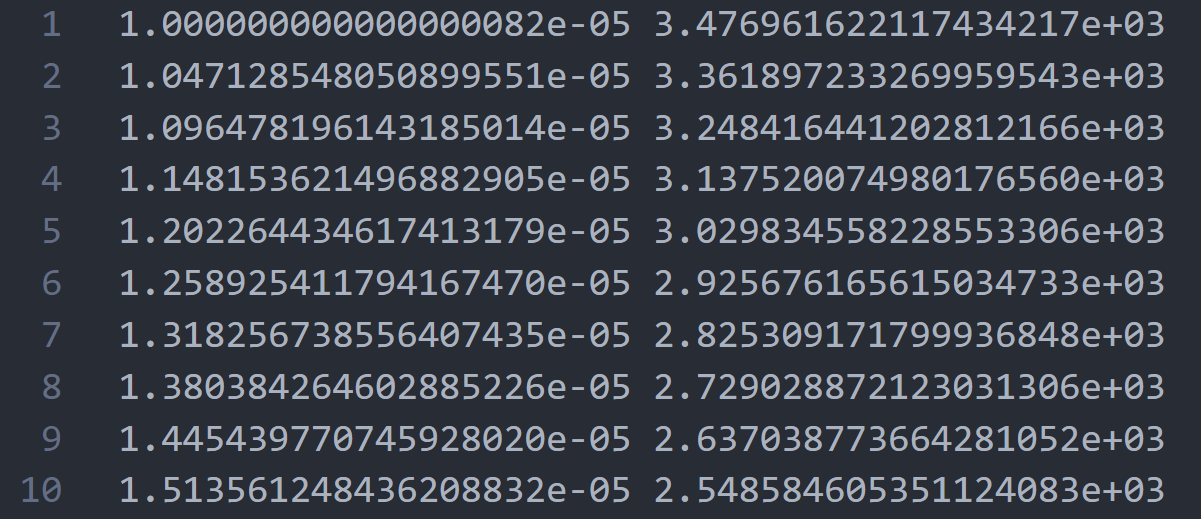 1 1.000000000000000082e-05 3.476961622117434217e+03
2 1.047128548050899551e-05 3.361897233269959543e+03
3 1.096478196143185014e-05 3.248416441202812166e+03
4 1.148153621496882905e-05 3.137520074980176560e+03
5 1.202264434617413179e-05 3.029834558228553306e+03
6 1.258925411794167470e-05 2.925676165615034733e+03
7 1.318256738556407435e-05 2.825309171799936848e+03
8 1.380384264602885226e-05 2.729028872123031306e+03
9 1.445439770745928020e-05 2.637038773664281052e+03
10 1.513561248436208832e-05 2.548584605351124083e+03